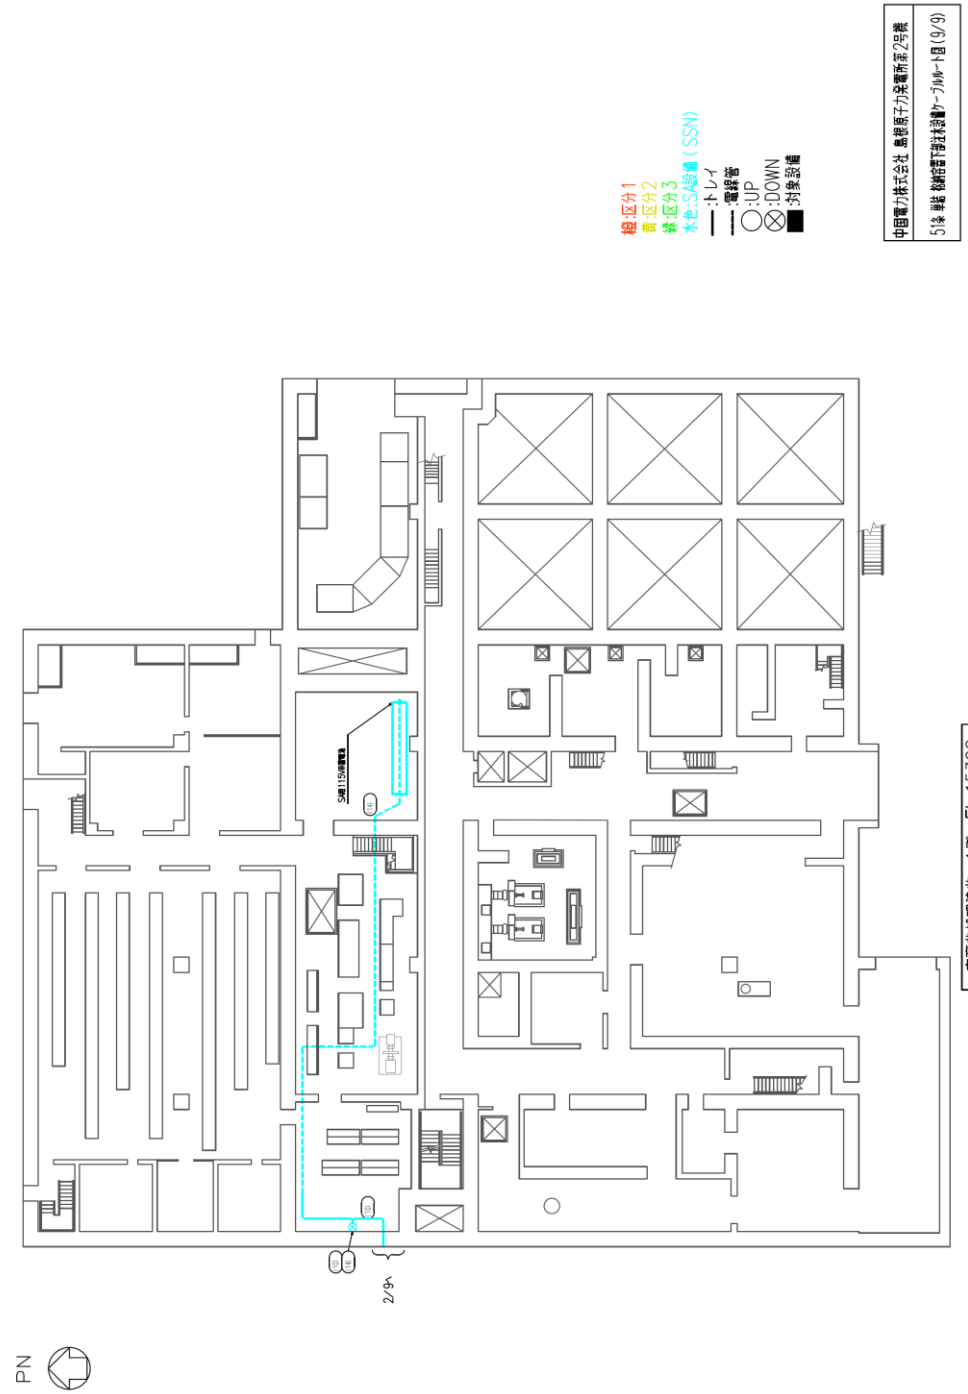 中国電力株式会社 島根原子力発電所第2号機
51条 単結 格納容器下部注水設備ケーブルルート図(9/9)
橙:区分1
黄:区分2
緑:区分3
水色:SA設備(SSN)
:トレイ
:電線管
:UP
:DOWN
:対象設備
SA用115V系蓄電池
2/9へ
PN